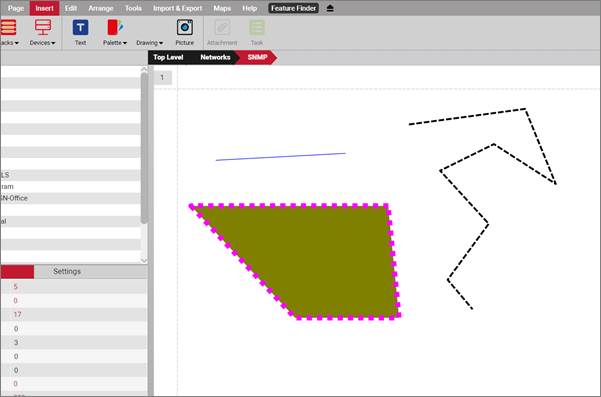 Page Insert Edit Arrange Tools Import & Export Maps Help Feature Finder
acks Devices Text Palette Drawing Picture Attachment Task
Top Level Networks SNMP
1
LS
ram
SN-Office
al
Settings
5
0
17
0
3
0
0
0